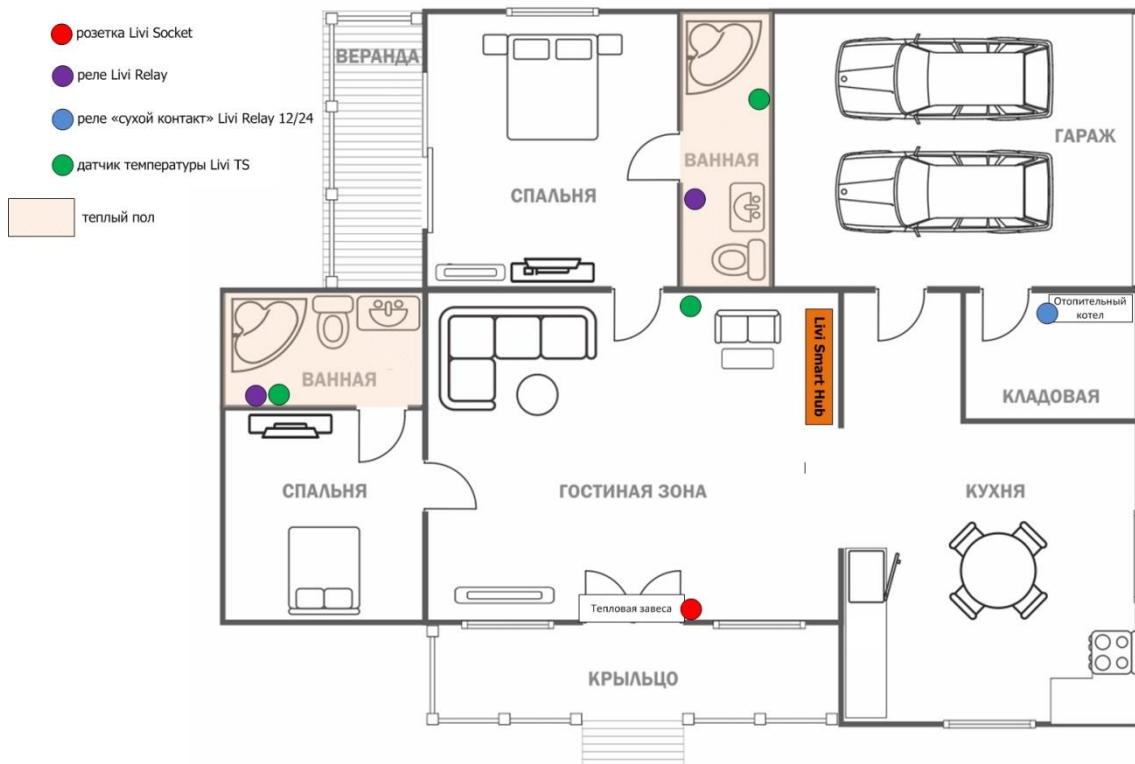 розетка Livi Socket
реле Livi Relay
реле «сухой контакт» Livi Relay 12/24
датчик температуры Livi TS
теплый пол
ВЕРАНДА
ГАРАЖ
ВАННАЯ
СПАЛЬНЯ
Отопительный
котел
Livi Smart Hub
ВАННАЯ
КЛАДОВАЯ
СПАЛЬНЯ
ГОСТИНАЯ ЗОНА
КУХНЯ
Тепловая завеса
КРЫЛЬЦО